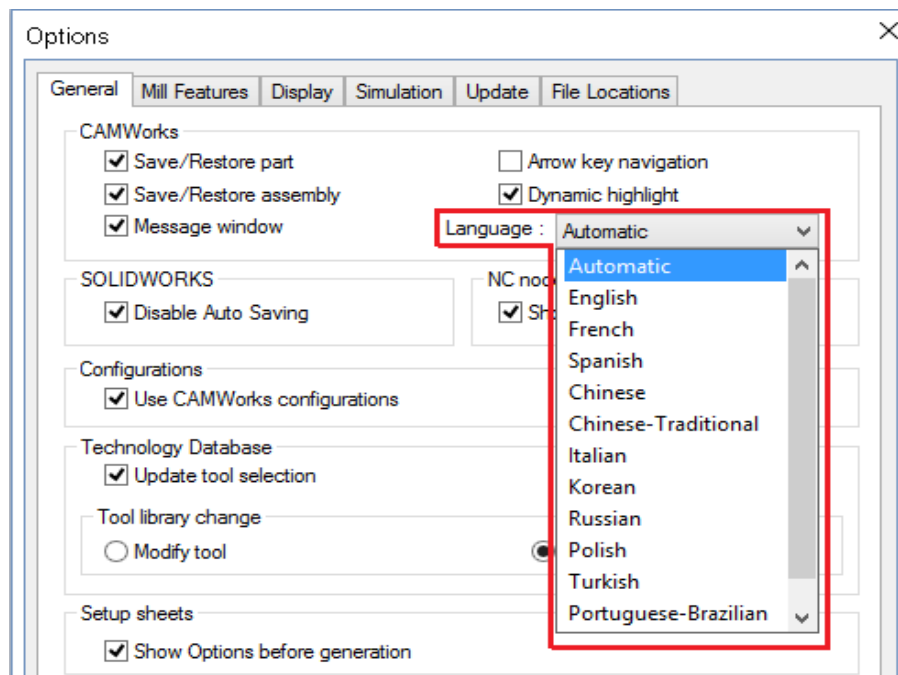 Options
General Mill Features Display Simulation Update File Locations
CAMWorks
Save/Restore part
Arrow key navigation
Save/Restore assembly
Dynamic highlight
Message window
Language : Automatic
Automatic
English
French
Spanish
Chinese
Chinese-Traditional
Italian
Korean
Russian
Polish
Turkish
Portuguese-Brazilian
SOLIDWORKS
Disable Auto Saving
NC
Configurations
Use CAMWorks configurations
Technology Database
Update tool selection
Tool library change
Modify tool
Setup sheets
Show Options before generation